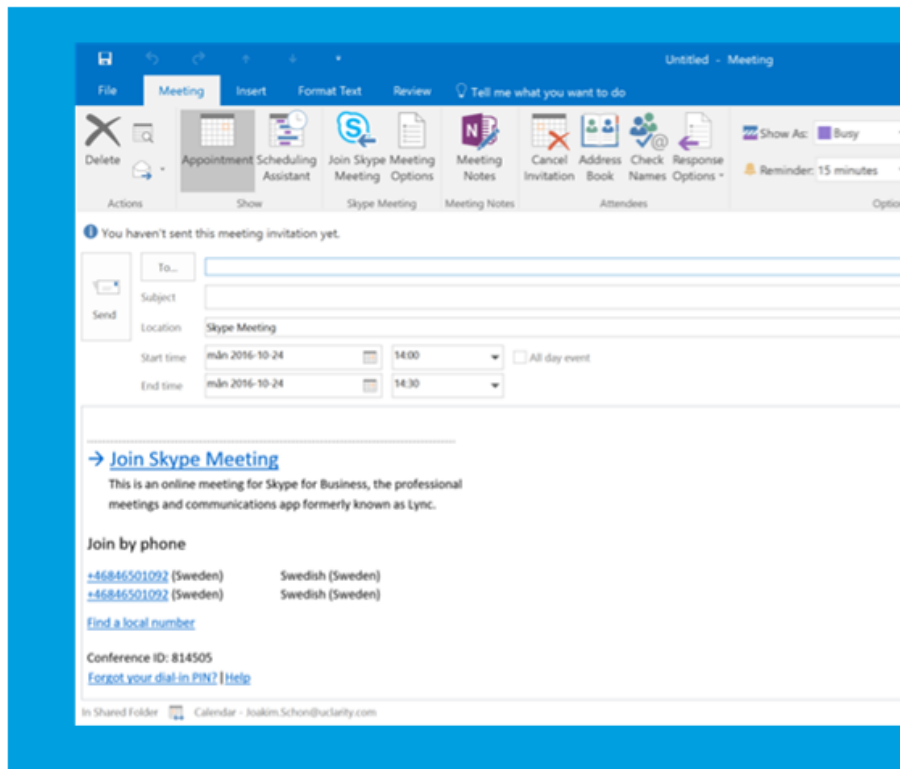 Untitled - Meeting
File Meeting Insert Format Text Review Tell me what you want to do
Delete
Appointment
Scheduling Assistant
Join Skype Meeting
Meeting Options
Meeting Notes
Cancel Invitation
Address Book
Check Names
Response Options
Show As: Busy
Reminder: 15 minutes
Actions Show Skype Meeting Meeting Notes Attendees
You haven't sent this meeting invitation yet.
Send
To...
Subject
Location Skype Meeting
Start time mån 2016-10-24 14:00 All day event
End time mån 2016-10-24 14:30
Join Skype Meeting
This is an online meeting for Skype for Business, the professional
meetings and communications app formerly known as Lync.
Join by phone
+46846501092 (Sweden) Swedish (Sweden)
+46846501092 (Sweden) Swedish (Sweden)
Find a local number
Conference ID: 814505
Forgot your dial-in PIN? | Help
In Shared Folder Calendar - Joakim.Schon@uclarity.com